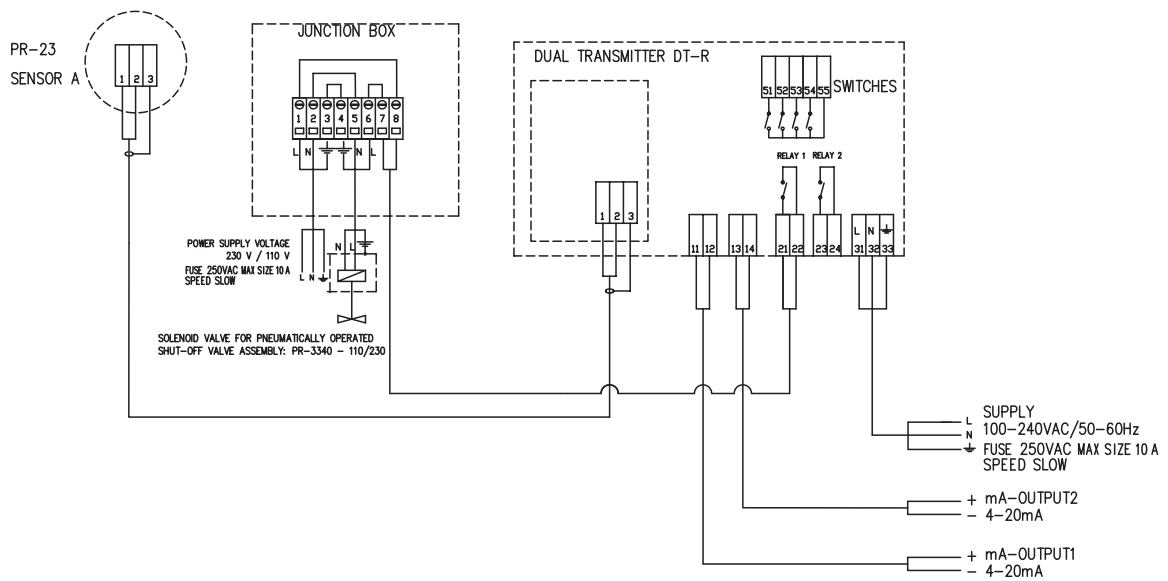 PR-23
SENSOR A
1 2 3
JUNCTION BOX
1 2 3 4 5 6 7 8
L N N L
POWER SUPPLY VOLTAGE
230 V / 110 V
FUSE 250VAC MAX SIZE 10 A
SPEED SLOW
L N
N L
SOLENOID VALVE FOR PNEUMATICALLY OPERATED
SHUT-OFF VALVE ASSEMBLY: PR-3340 - 110/230
DUAL TRANSMITTER DT-R
51 52 53 54 55
SWITCHES
RELAY 1 RELAY 2
1 2 3
L N
11 12 13 14 21 22 23 24 31 32 33
L SUPPLY
100-240VAC/50-60Hz
N
FUSE 250VAC MAX SIZE 10 A
SPEED SLOW
+ mA-OUTPUT2
- 4-20mA
+ mA-OUTPUT1
- 4-20mA